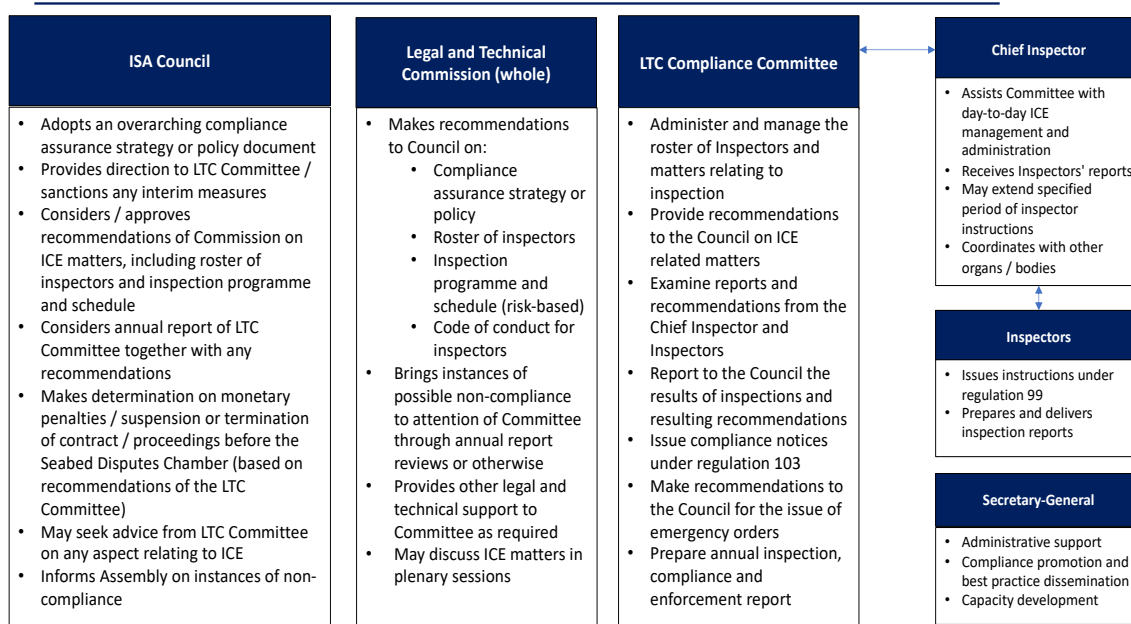 ISA Council
• Adopts an overarching compliance
assurance strategy or policy document
• Provides direction to LTC Committee /
sanctions any interim measures
• Considers / approves
recommendations of Commission on
ICE matters, including roster of
inspectors and inspection programme
and schedule
• Considers annual report of LTC
Committee together with any
recommendations
• Makes determination on monetary
penalties / suspension or termination
of contract / proceedings before the
Seabed Disputes Chamber (based on
recommendations of the LTC
Committee)
• May seek advice from LTC Committee
on any aspect relating to ICE
• Informs Assembly on instances of non-
compliance
Legal and Technical
Commission (whole)
• Makes recommendations
to Council on:
• Compliance
assurance strategy or
policy
• Roster of inspectors
• Inspection
programme and
schedule (risk-based)
• Code of conduct for
inspectors
• Brings instances of
possible non-compliance
to attention of Committee
through annual report
reviews or otherwise
• Provides other legal and
technical support to
Committee as required
• May discuss ICE matters in
plenary sessions
LTC Compliance Committee
• Administer and manage the
roster of Inspectors and
matters relating to
inspection
• Provide recommendations
to the Council on ICE
related matters
• Examine reports and
recommendations from the
Chief Inspector and
Inspectors
• Report to the Council the
results of inspections and
resulting recommendations
• Issue compliance notices
under regulation 103
• Make recommendations to
the Council for the issue of
emergency orders
• Prepare annual inspection,
compliance and
enforcement report
Chief Inspector
• Assists Committee with
day-to-day ICE
management and
administration
• Receives Inspectors' reports
• May extend specified
period of inspector
instructions
• Coordinates with other
organs / bodies
Inspectors
• Issues instructions under
regulation 99
• Prepares and delivers
inspection reports
Secretary-General
• Administrative support
• Compliance promotion and
best practice dissemination
• Capacity development